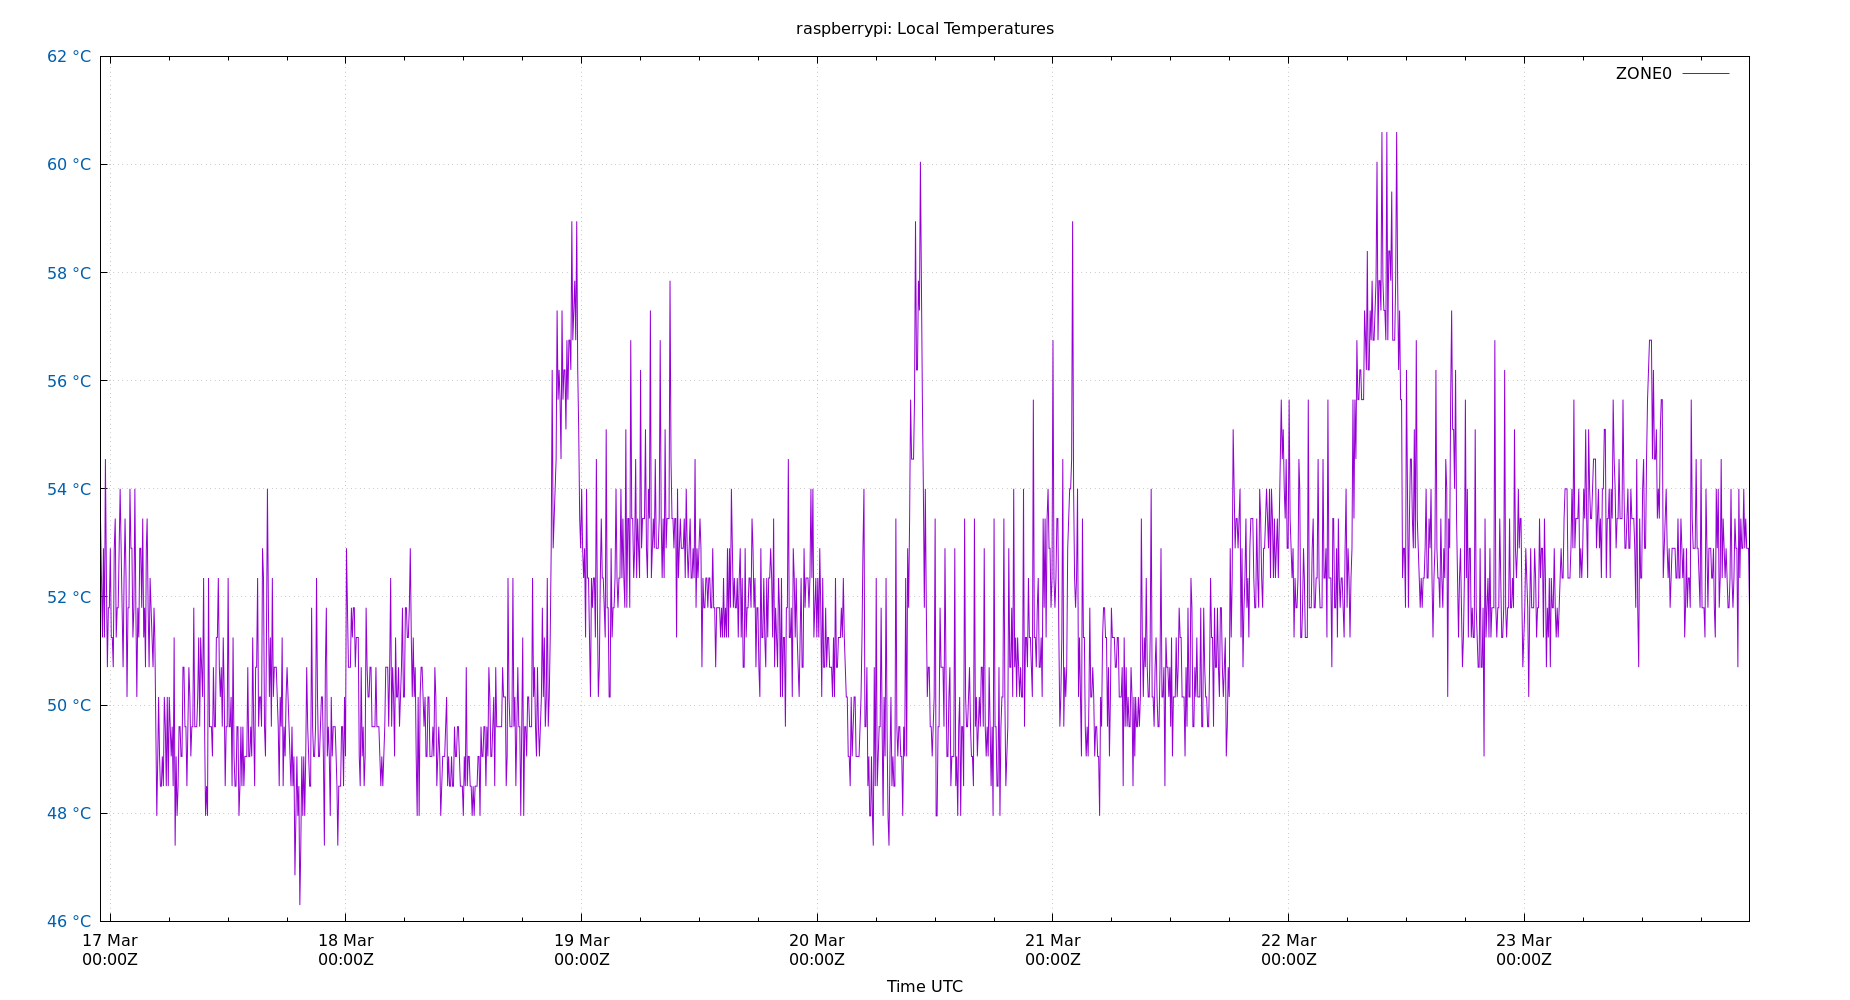 raspberrypi: Local Temperatures
62 °C
ZONE0
60 °C
58 °C
56 °C
54 °C
52 °C
50 °C
48 °C
46 °C
17 Mar 18 Mar 19 Mar 20 Mar 21 Mar 22 Mar 23 Mar
00:00Z 00:00Z 00:00Z 00:00Z 00:00Z 00:00Z 00:00Z
Time UTC